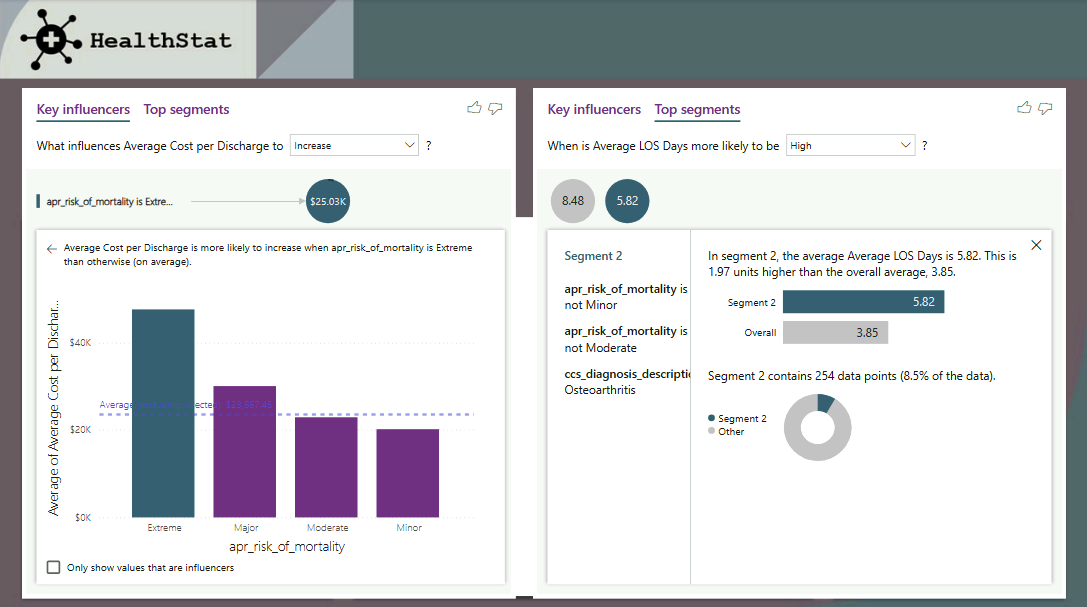 HealthStat
Key influencers Top segments
What influences Average Cost per Discharge to Increase ?
apr_risk_of_mortality is Extre... $25.03K
Average Cost per Discharge is more likely to increase when apr_risk_of_mortality is Extreme
than otherwise (on average).
Average of Average Cost per Dischar...
$40K
$20K
$0K
Extreme Major Moderate Minor
apr_risk_of_mortality
Only show values that are influencers
Key influencers Top segments
When is Average LOS Days more likely to be High ?
8.48 5.82
Segment 2
apr_risk_of_mortality is
not Minor
apr_risk_of_mortality is
not Moderate
ccs_diagnosis_descriptio
Osteoarthritis
In segment 2, the average Average LOS Days is 5.82. This is
1.97 units higher than the overall average, 3.85.
Segment 2 5.82
Overall 3.85
Segment 2 contains 254 data points (8.5% of the data).
Segment 2
Other